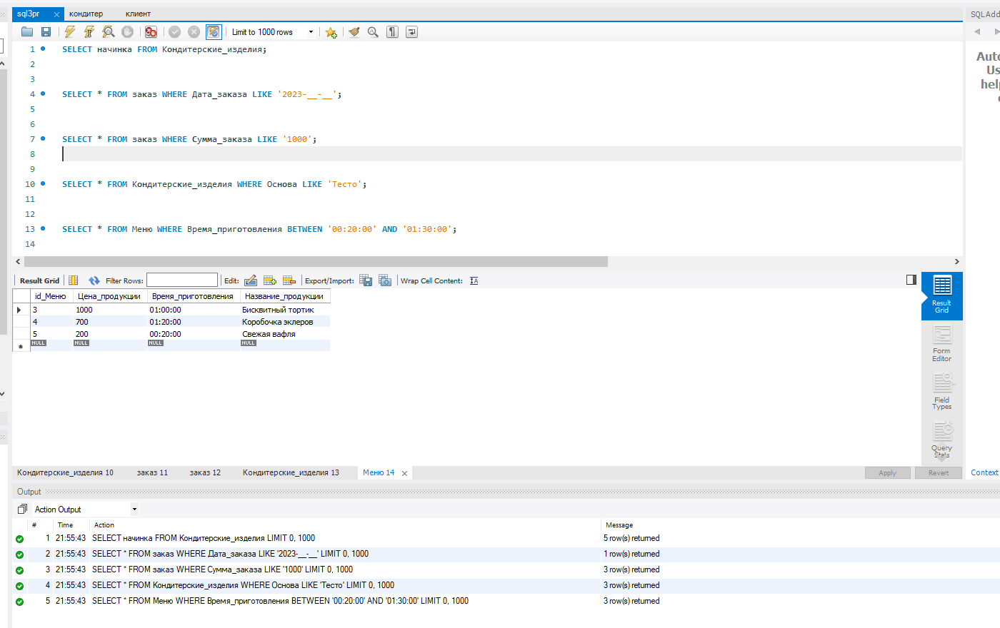 sql3pr кондитер клиент SQLAdd
Limit to 1000 rows
1 SELECT начинка FROM Кондитерские_изделия;
2
3
4 SELECT * FROM заказ WHERE Дата_заказа LIKE '2023-__-__';
5
6
7 SELECT * FROM заказ WHERE Сумма_заказа LIKE '1000';
8
9
10 SELECT * FROM Кондитерские_изделия WHERE Основа LIKE 'Тесто';
11
12
13 SELECT * FROM Меню WHERE Время_приготовления BETWEEN '00:20:00' AND '01:30:00';
14
Auto
Us
help
Result Grid Filter Rows: Edit: Export/Import: Wrap Cell Content:
id_Меню Цена_продукции Время_приготовления Название_продукции
3 1000 01:00:00 Бисквитный тортик
4 700 01:20:00 Коробочка эклеров
5 200 00:20:00 Свежая вафля
NULL NULL NULL NULL
Result
Grid
Form
Editor
Field
Types
Query
Stats
Кондитерские_изделия 10 заказ 11 заказ 12 Кондитерские_изделия 13 Меню 14 Apply Revert Context
Output
Action Output
# Time Action Message
1 21:55:43 SELECT начинка FROM Кондитерские_изделия LIMIT 0, 1000 5 row(s) returned
2 21:55:43 SELECT * FROM заказ WHERE Дата_заказа LIKE '2023-__-__' LIMIT 0, 1000 1 row(s) returned
3 21:55:43 SELECT * FROM заказ WHERE Сумма_заказа LIKE '1000' LIMIT 0, 1000 3 row(s) returned
4 21:55:43 SELECT * FROM Кондитерские_изделия WHERE Основа LIKE 'Тесто' LIMIT 0, 1000 3 row(s) returned
5 21:55:43 SELECT * FROM Меню WHERE Время_приготовления BETWEEN '00:20:00' AND '01:30:00' LIMIT 0, 1000 3 row(s) returned